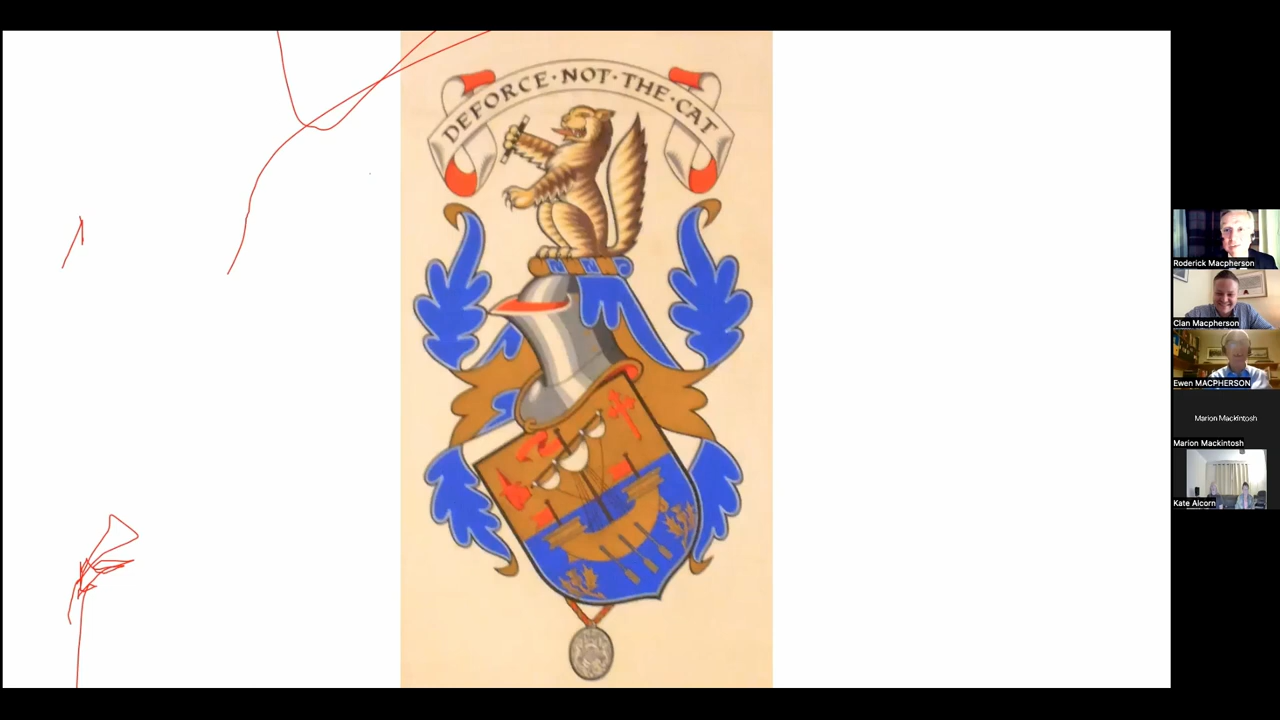 DEFORCE·NOT·THE·CAT
Roderick Macpherson
Clan Macpherson
Ewen MACPHERSON
Marion Mackintosh
Marion Mackintosh
Kate Alcorn